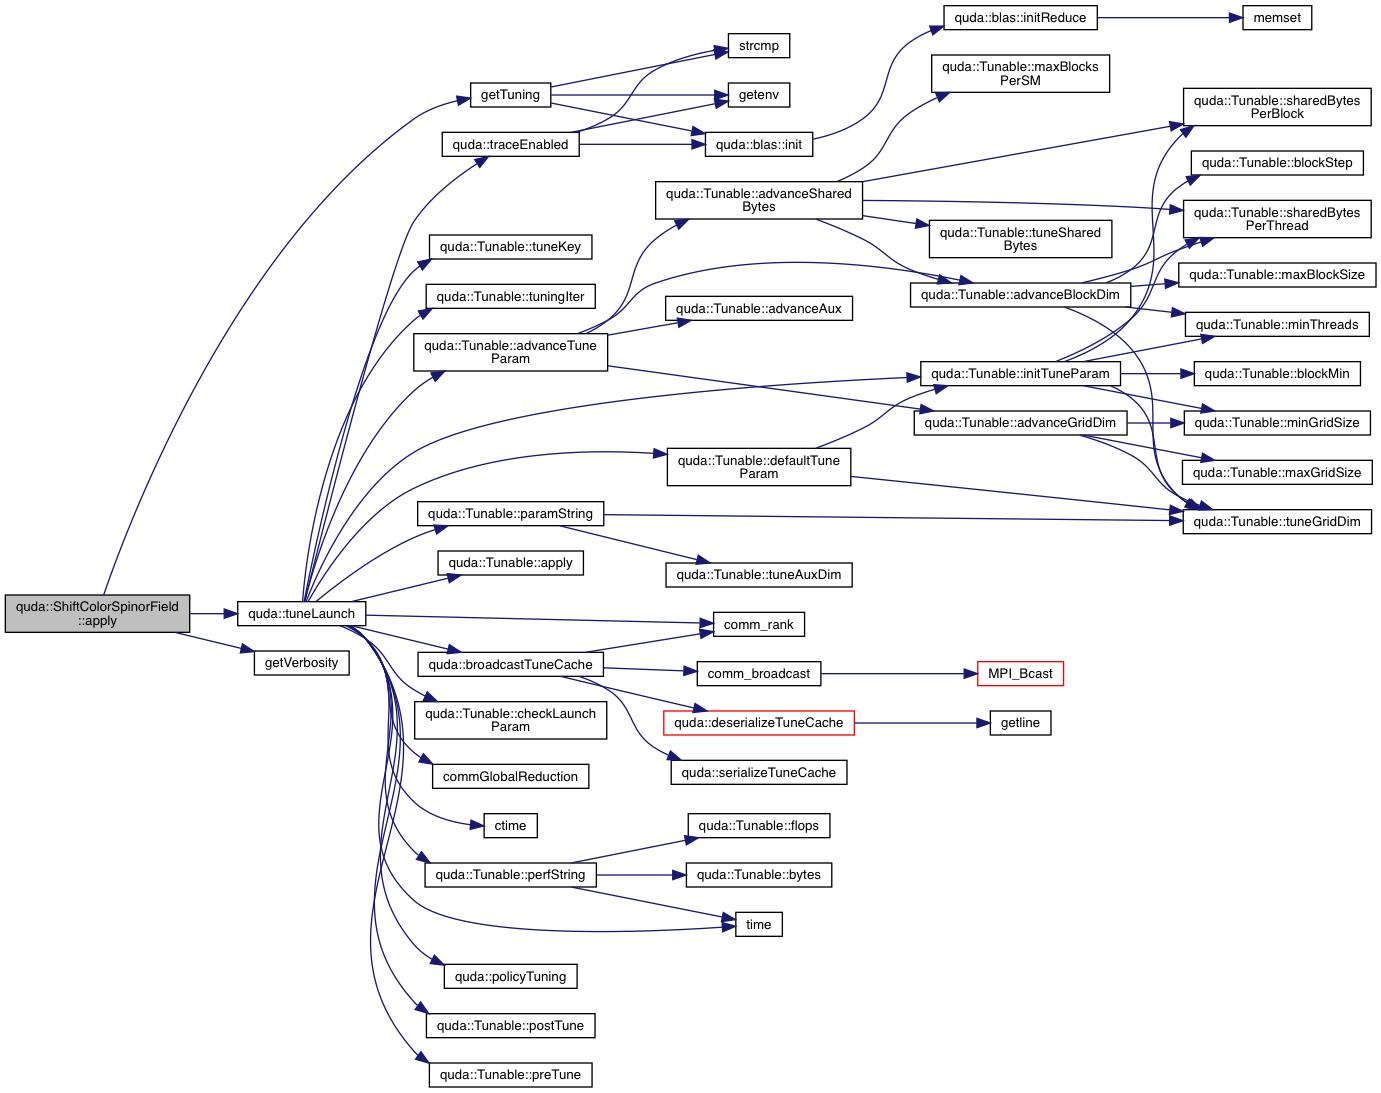 quda::ShiftColorSpinorField
::apply
getTuning
strcmp
getenv
quda::traceEnabled
quda::blas::init
quda::blas::initReduce
memset
quda::Tunable::maxBlocks
PerSM
quda::Tunable::sharedBytes
PerBlock
quda::Tunable::blockStep
quda::Tunable::advanceShared
Bytes
quda::Tunable::sharedBytes
PerThread
quda::Tunable::tuneShared
Bytes
quda::Tunable::tuneKey
quda::Tunable::maxBlockSize
quda::Tunable::tuningIter
quda::Tunable::advanceBlockDim
quda::Tunable::advanceAux
quda::Tunable::minThreads
quda::Tunable::advanceTune
Param
quda::Tunable::initTuneParam
quda::Tunable::blockMin
quda::Tunable::advanceGridDim
quda::Tunable::minGridSize
quda::Tunable::defaultTune
Param
quda::Tunable::maxGridSize
quda::Tunable::paramString
quda::Tunable::tuneGridDim
quda::Tunable::apply
quda::Tunable::tuneAuxDim
quda::tuneLaunch
comm_rank
getVerbosity
quda::broadcastTuneCache
comm_broadcast
MPI_Bcast
quda::Tunable::checkLaunch
Param
quda::deserializeTuneCache
getline
commGlobalReduction
quda::serializeTuneCache
ctime
quda::Tunable::flops
quda::Tunable::perfString
quda::Tunable::bytes
time
quda::policyTuning
quda::Tunable::postTune
quda::Tunable::preTune